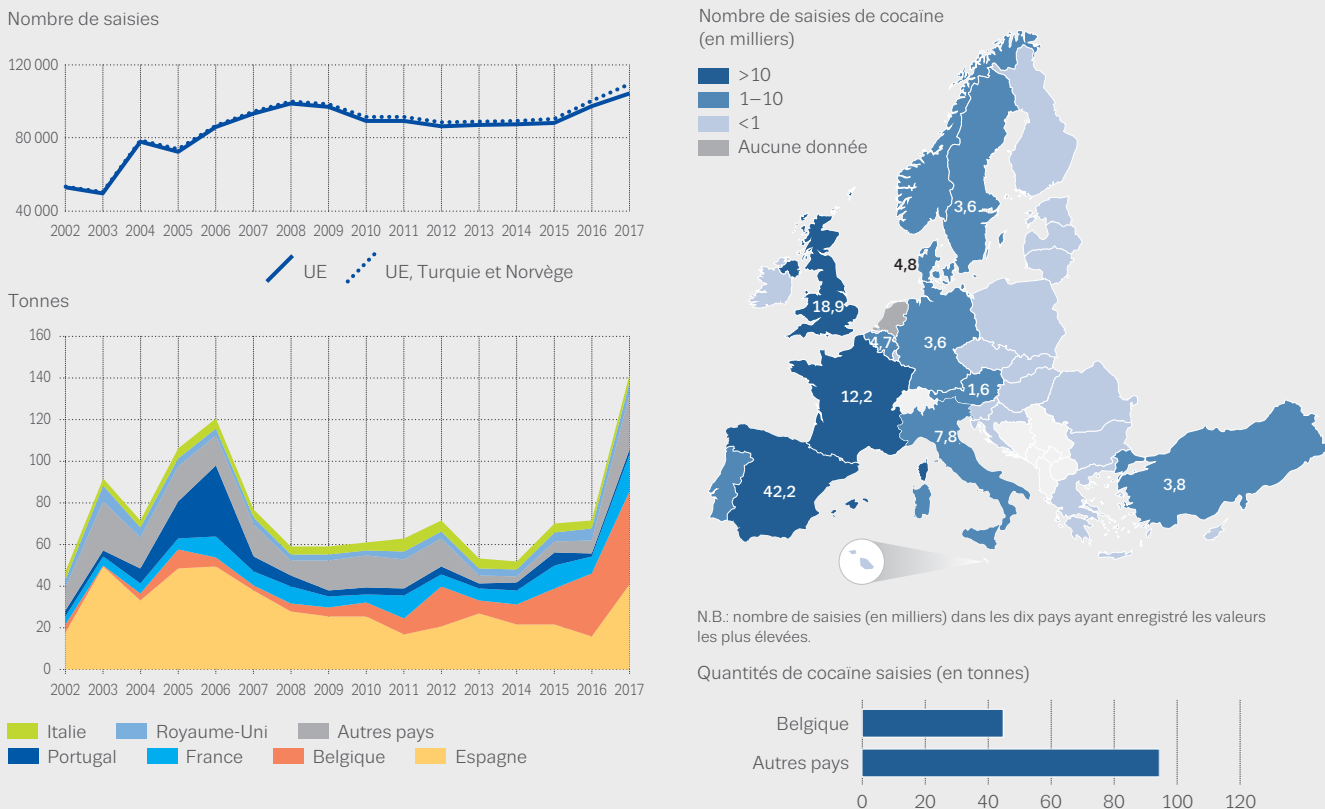 Nombre de saisies
120 000
80 000
40 000
2002 2003 2004 2005 2006 2007 2008 2009 2010 2011 2012 2013 2014 2015 2016 2017
UE UE, Turquie et Norvège
Tonnes
160
140
120
100
80
60
40
20
0
2002 2003 2004 2005 2006 2007 2008 2009 2010 2011 2012 2013 2014 2015 2016 2017
Italie Royaume-Uni Autres pays
Portugal France Belgique Espagne
Nombre de saisies de cocaïne
(en milliers)
>10
1–10
<1
Aucune donnée
3,6
4,8
18,9
4,7
3,6
12,2
1,6
7,8
42,2
3,8
N.B.: nombre de saisies (en milliers) dans les dix pays ayant enregistré les valeurs
les plus élevées.
Quantités de cocaïne saisies (en tonnes)
Belgique
Autres pays
0 20 40 60 80 100 120